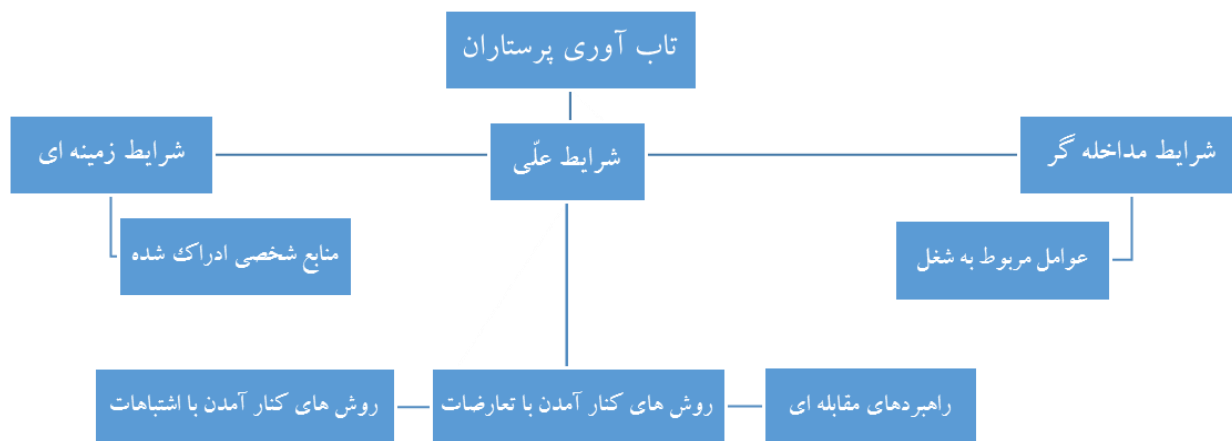 تاب آوری پرستاران
شرایط مداخله گر
شرایط علّی
شرایط زمینه ای
عوامل مربوط به شغل
منابع شخصی ادراک شده
راهبردهای مقابله ای
روش های کنار آمدن با تعارضات
روش های کنار آمدن با اشتباهات